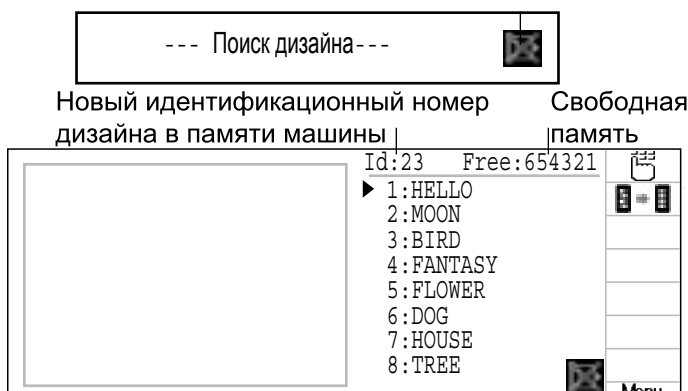 --- Поиск дизайна---
Новый идентификационный номер
дизайна в памяти машины
Свободная
память
Id:23 Free:654321
1:HELLO
2:MOON
3:BIRD
4:FANTASY
5:FLOWER
6:DOG
7:HOUSE
8:TREE
Menu